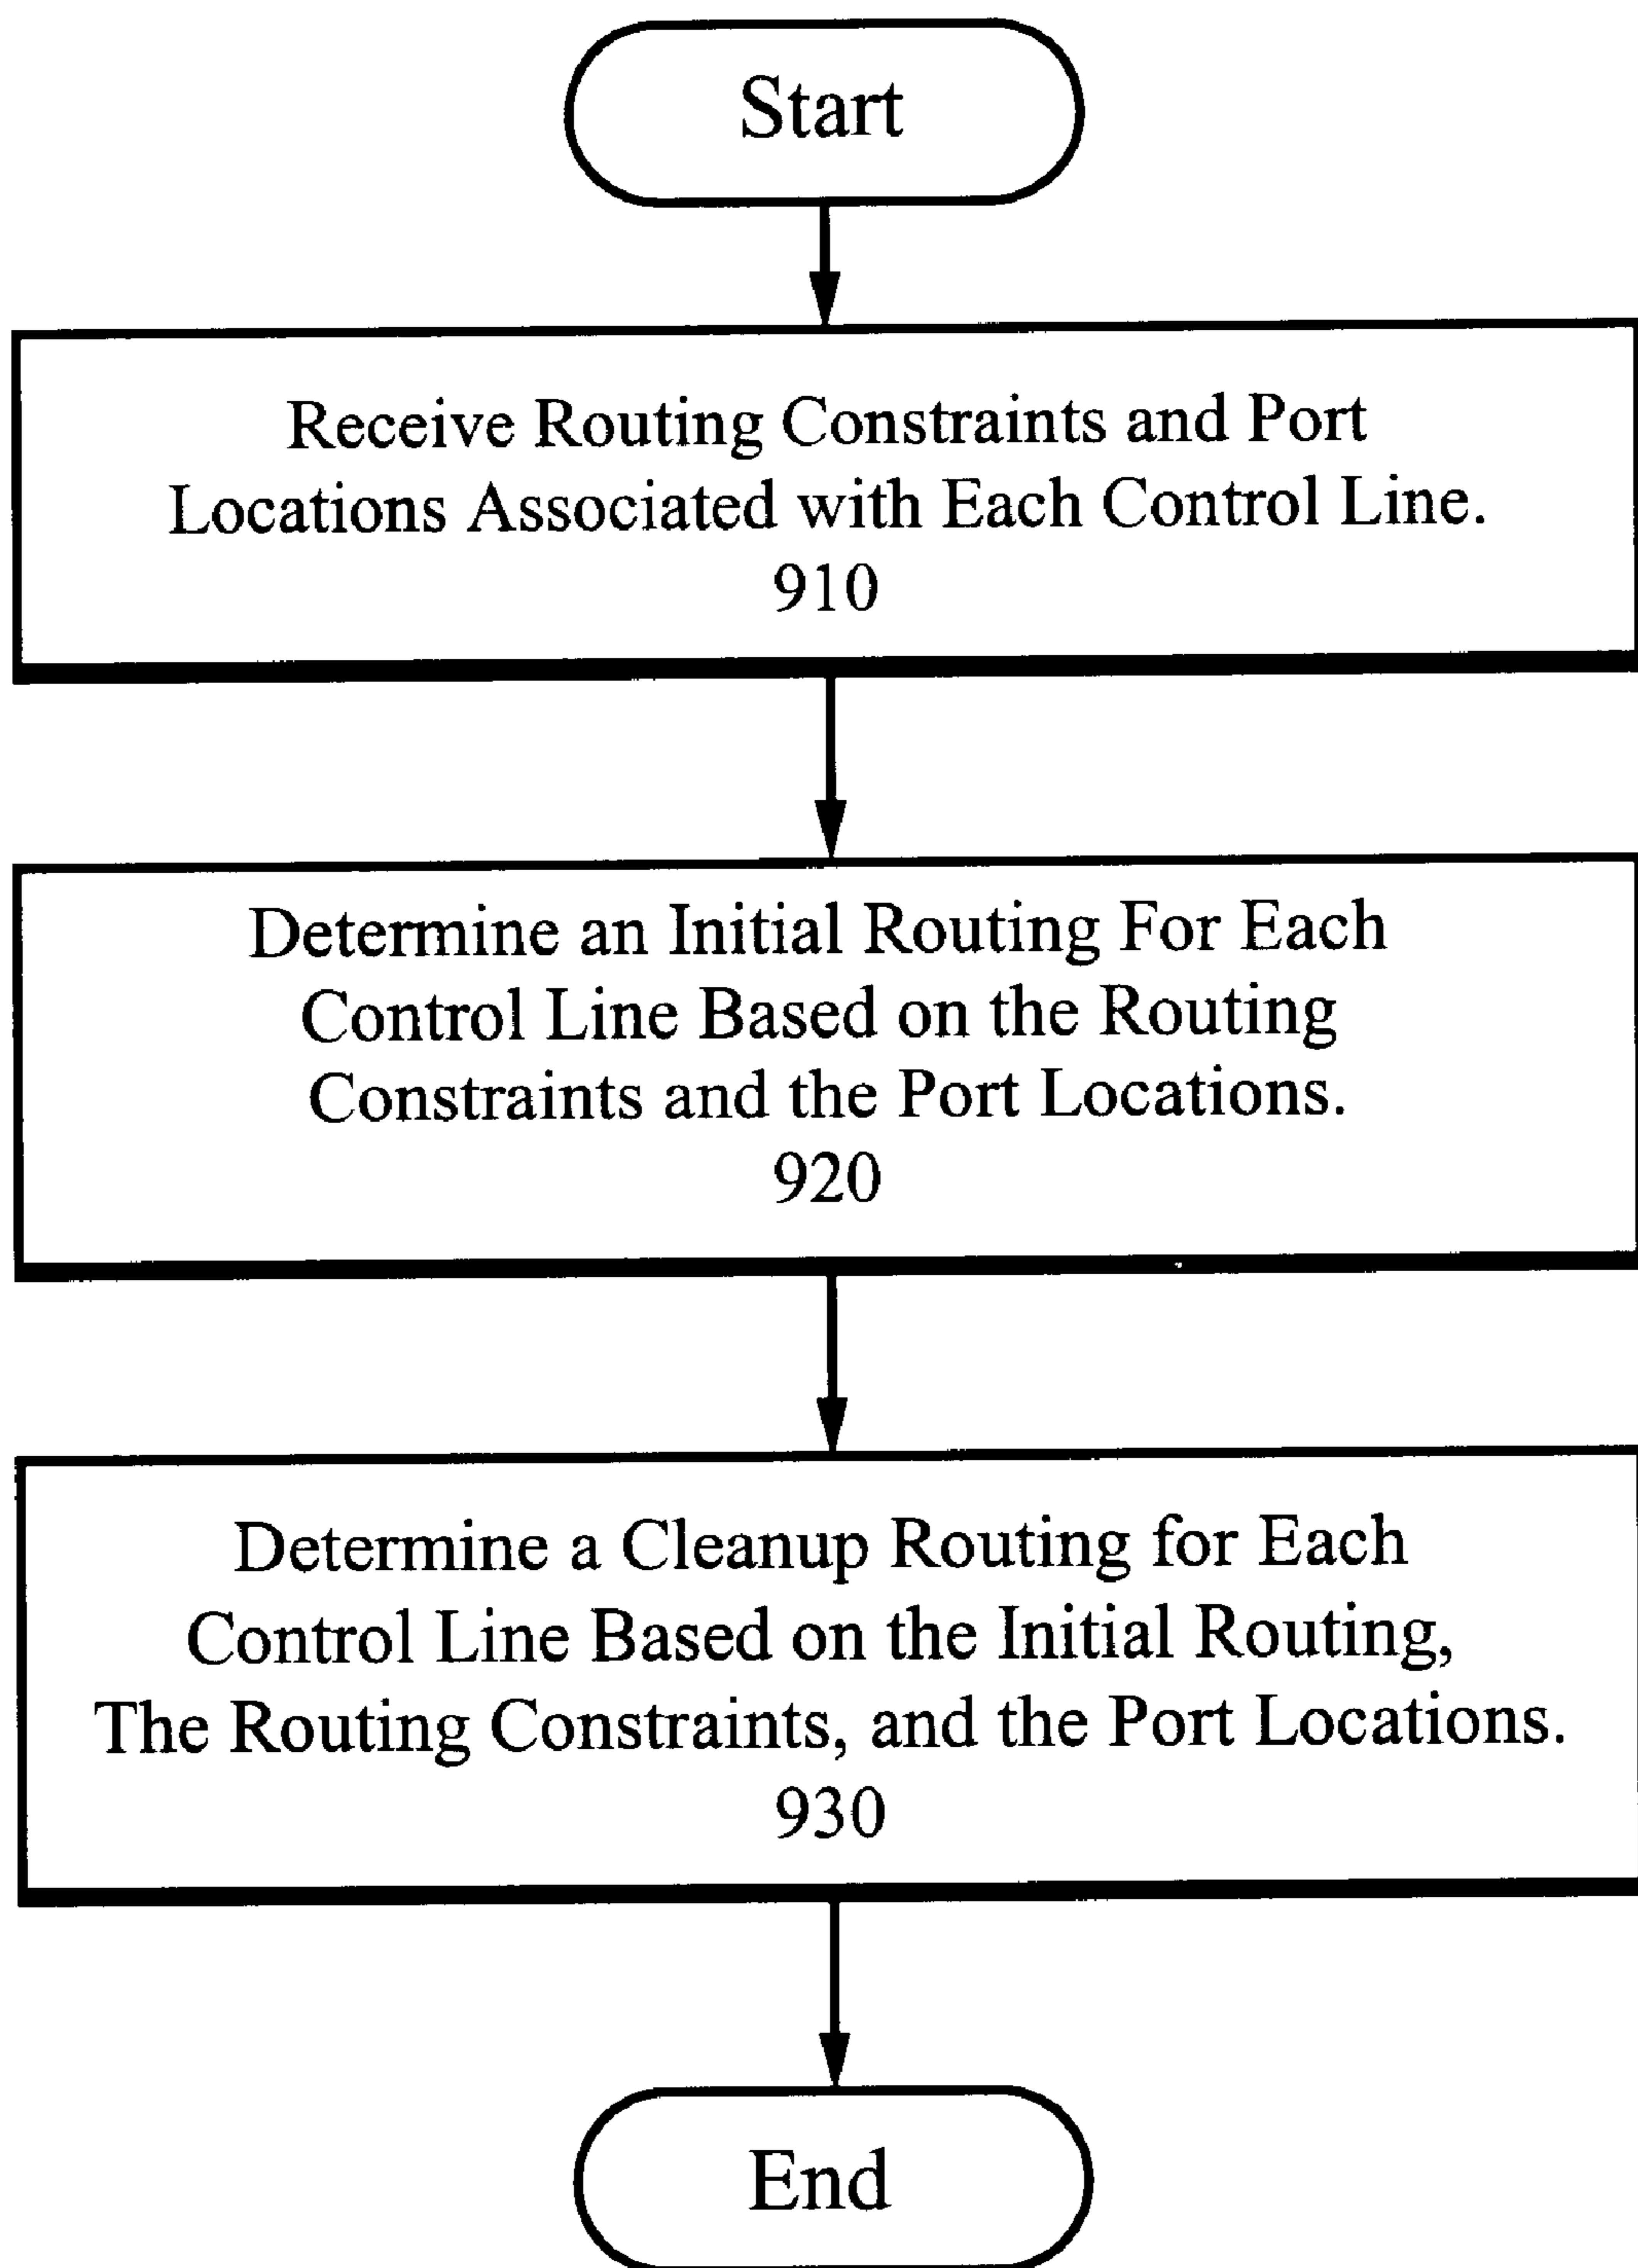 Start
Receive Routing Constraints and Port
Locations Associated with Each Control Line.
910
Determine an Initial Routing For Each
Control Line Based on the Routing
Constraints and the Port Locations.
920
Determine a Cleanup Routing for Each
Control Line Based on the Initial Routing,
The Routing Constraints, and the Port Locations.
930
End